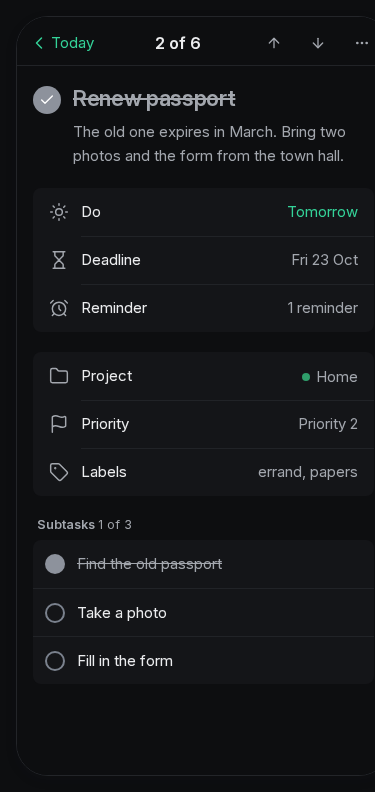 Today
2 of 6
Renew passport
The old one expires in March. Bring two
photos and the form from the town hall.
Do
Tomorrow
Deadline
Fri 23 Oct
Reminder
1 reminder
Project
Home
Priority
Priority 2
Labels
errand, papers
Subtasks 1 of 3
Find the old passport
Take a photo
Fill in the form